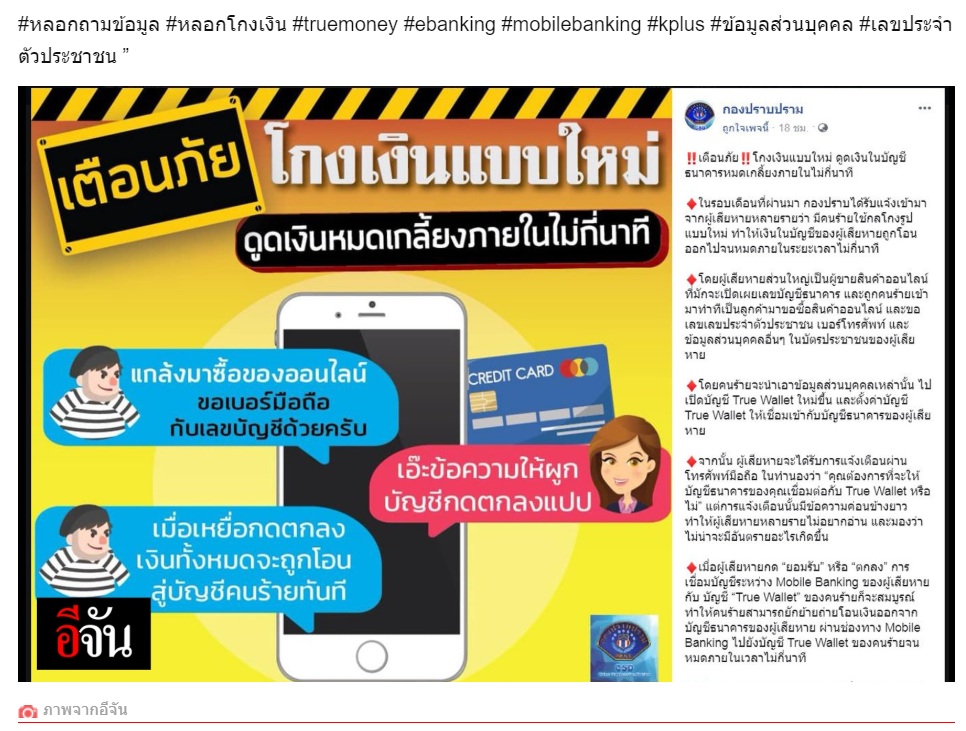 #หลอกถามข้อมูล #หลอกโกงเงิน #truemoney #ebanking #mobilebanking #kplus #ข้อมูลส่วนบุคคล #เลขประจำ
ตัวประชาชน ”
เตือนภัย
โกงเงินแบบใหม่
ดูดเงินหมดเกลี้ยงภายในไม่กี่นาที
CREDIT CARD
แกล้งมาซื้อของออนไลน์
ขอเบอร์มือถือ
กับเลขบัญชีด้วยครับ
เอ๊ะข้อความให้ผูก
บัญชีกดตกลงแปป
เมื่อเหยื่อกดตกลง
เงินทั้งหมดจะถูกโอน
สู่บัญชีคนร้ายทันที
อีจัน
CSD
กองปราบปราม
ถูกใจเพจนี้ · 18 ชม. ·
‼️เตือนภัย‼️โกงเงินแบบใหม่ ดูดเงินในบัญชี
ธนาคารหมดเกลี้ยงภายในไม่กี่นาที
♦️ในรอบเดือนที่ผ่านมา กองปราบได้รับแจ้งเข้ามา
จากผู้เสียหายหลายรายว่า มีคนร้ายใช้กลโกงรูป
แบบใหม่ ทำให้เงินในบัญชีของผู้เสียหายถูกโอน
ออกไปจนหมดภายในระยะเวลาไม่กี่นาที
♦️โดยผู้เสียหายส่วนใหญ่เป็นผู้ขายสินค้าออนไลน์
ที่มักจะเปิดเผยเลขบัญชีธนาคาร และถูกคนร้ายเข้า
มาทำทีเป็นลูกค้ามาขอซื้อสินค้าออนไลน์ และขอ
เลขเลขประจำตัวประชาชน เบอร์โทรศัพท์ และ
ข้อมูลส่วนบุคคลอื่นๆ ในบัตรประชาชนของผู้เสีย
หาย
♦️โดยคนร้ายจะนำเอาข้อมูลส่วนบุคคลเหล่านั้น ไป
เปิดบัญชี True Wallet ใหม่ขึ้น และตั้งค่าบัญชี
True Wallet ให้เชื่อมเข้ากับบัญชีธนาคารของผู้เสีย
หาย
♦️จากนั้น ผู้เสียหายจะได้รับการแจ้งเตือนผ่าน
โทรศัพท์มือถือ ในทำนองว่า “คุณต้องการที่จะให้
บัญชีธนาคารของคุณเชื่อมต่อกับ True Wallet หรือ
ไม่” แต่การแจ้งเตือนนั้นมีข้อความค่อนข้างยาว
ทำให้ผู้เสียหายหลายรายไม่อยากอ่าน และมองว่า
ไม่น่าจะมีอันตรายอะไรเกิดขึ้น
♦️เมื่อผู้เสียหายกด “ยอมรับ” หรือ “ตกลง” การ
เชื่อมบัญชีระหว่าง Mobile Banking ของผู้เสียหาย
กับ บัญชี “True Wallet” ของคนร้ายก็จะสมบูรณ์
ทำให้คนร้ายสามารถยักย้ายถ่ายโอนเงินออกจาก
บัญชีธนาคารของผู้เสียหาย ผ่านช่องทาง Mobile
Banking ไปยังบัญชี True Wallet ของคนร้ายจน
หมดภายในเวลาไม่กี่นาที
ภาพจากอีจัน